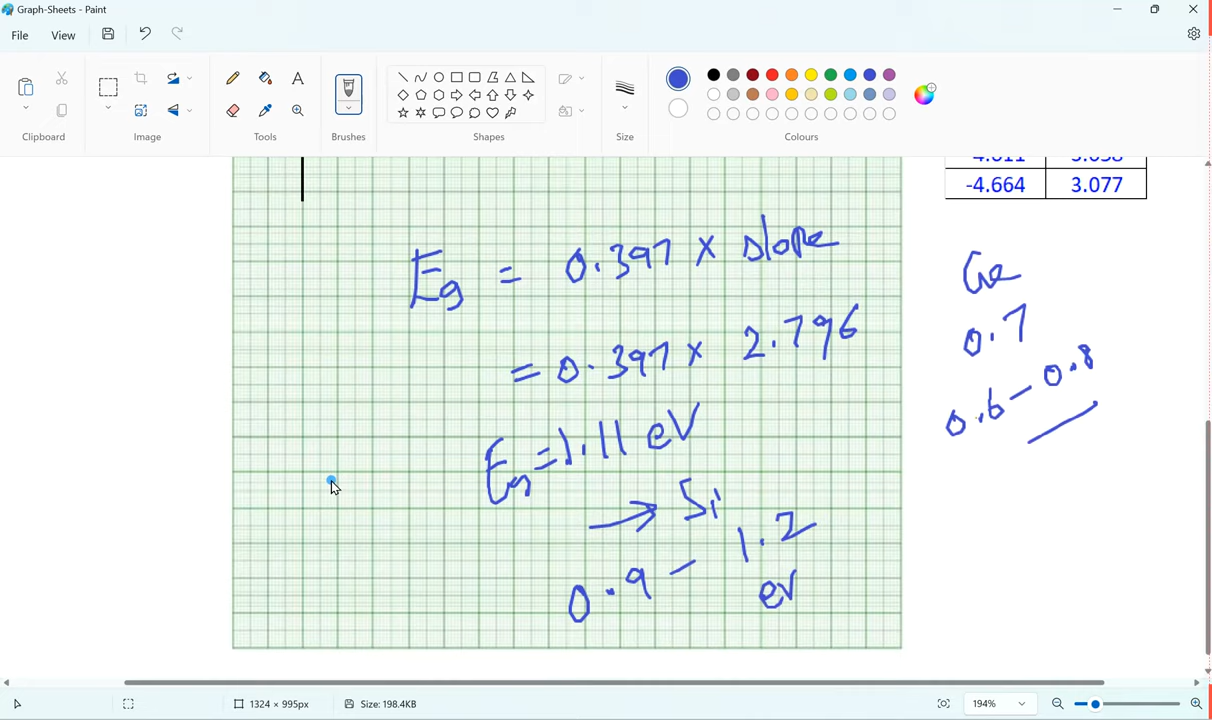 Graph-Sheets - Paint
File View
Clipboard Image Tools Brushes Shapes Size Colours
-4.664 3.077
Eg = 0.397 × slope
= 0.397 × 2.796
Eg = 1.11 eV
→ Si
0.9 - 1.2
eV
Ge
0.7
0.6 - 0.8
1324 × 995px Size: 198.4KB 194%